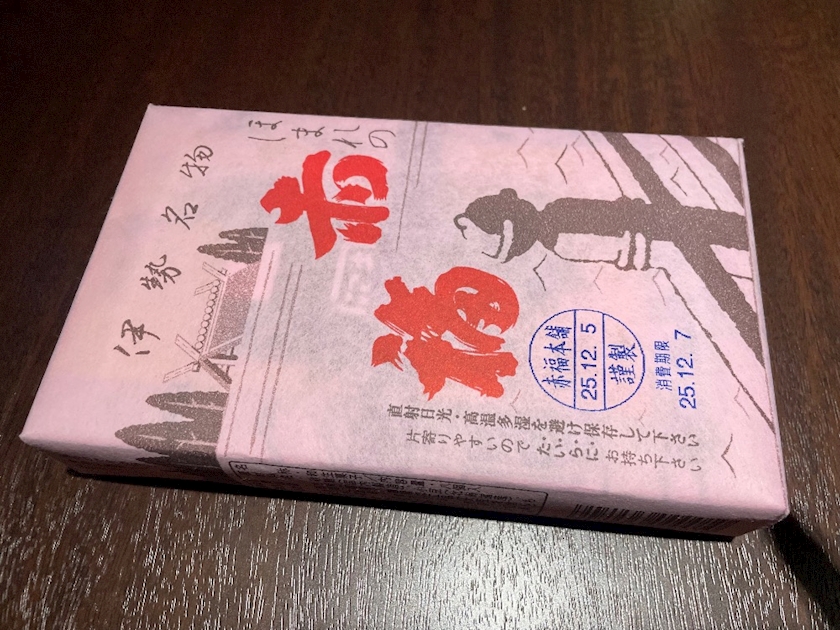 ほまれの
赤福
伊勢名物
赤福本舗
25.12. 5
謹製
消費期限
25.12. 7
直射日光・高温多湿を避け保存して下さい
片寄りやすいのでたいらにお持ち下さい